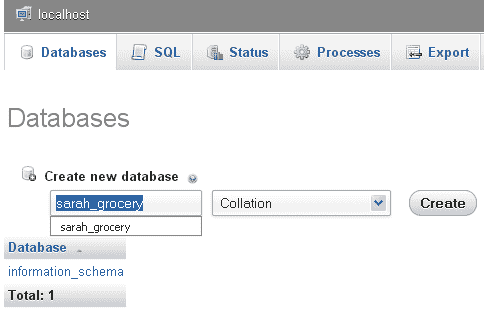 localhost
Databases SQL Status Processes Export
Databases
Create new database
sarah_grocery Collation Create
sarah_grocery
Database
information_schema
Total: 1